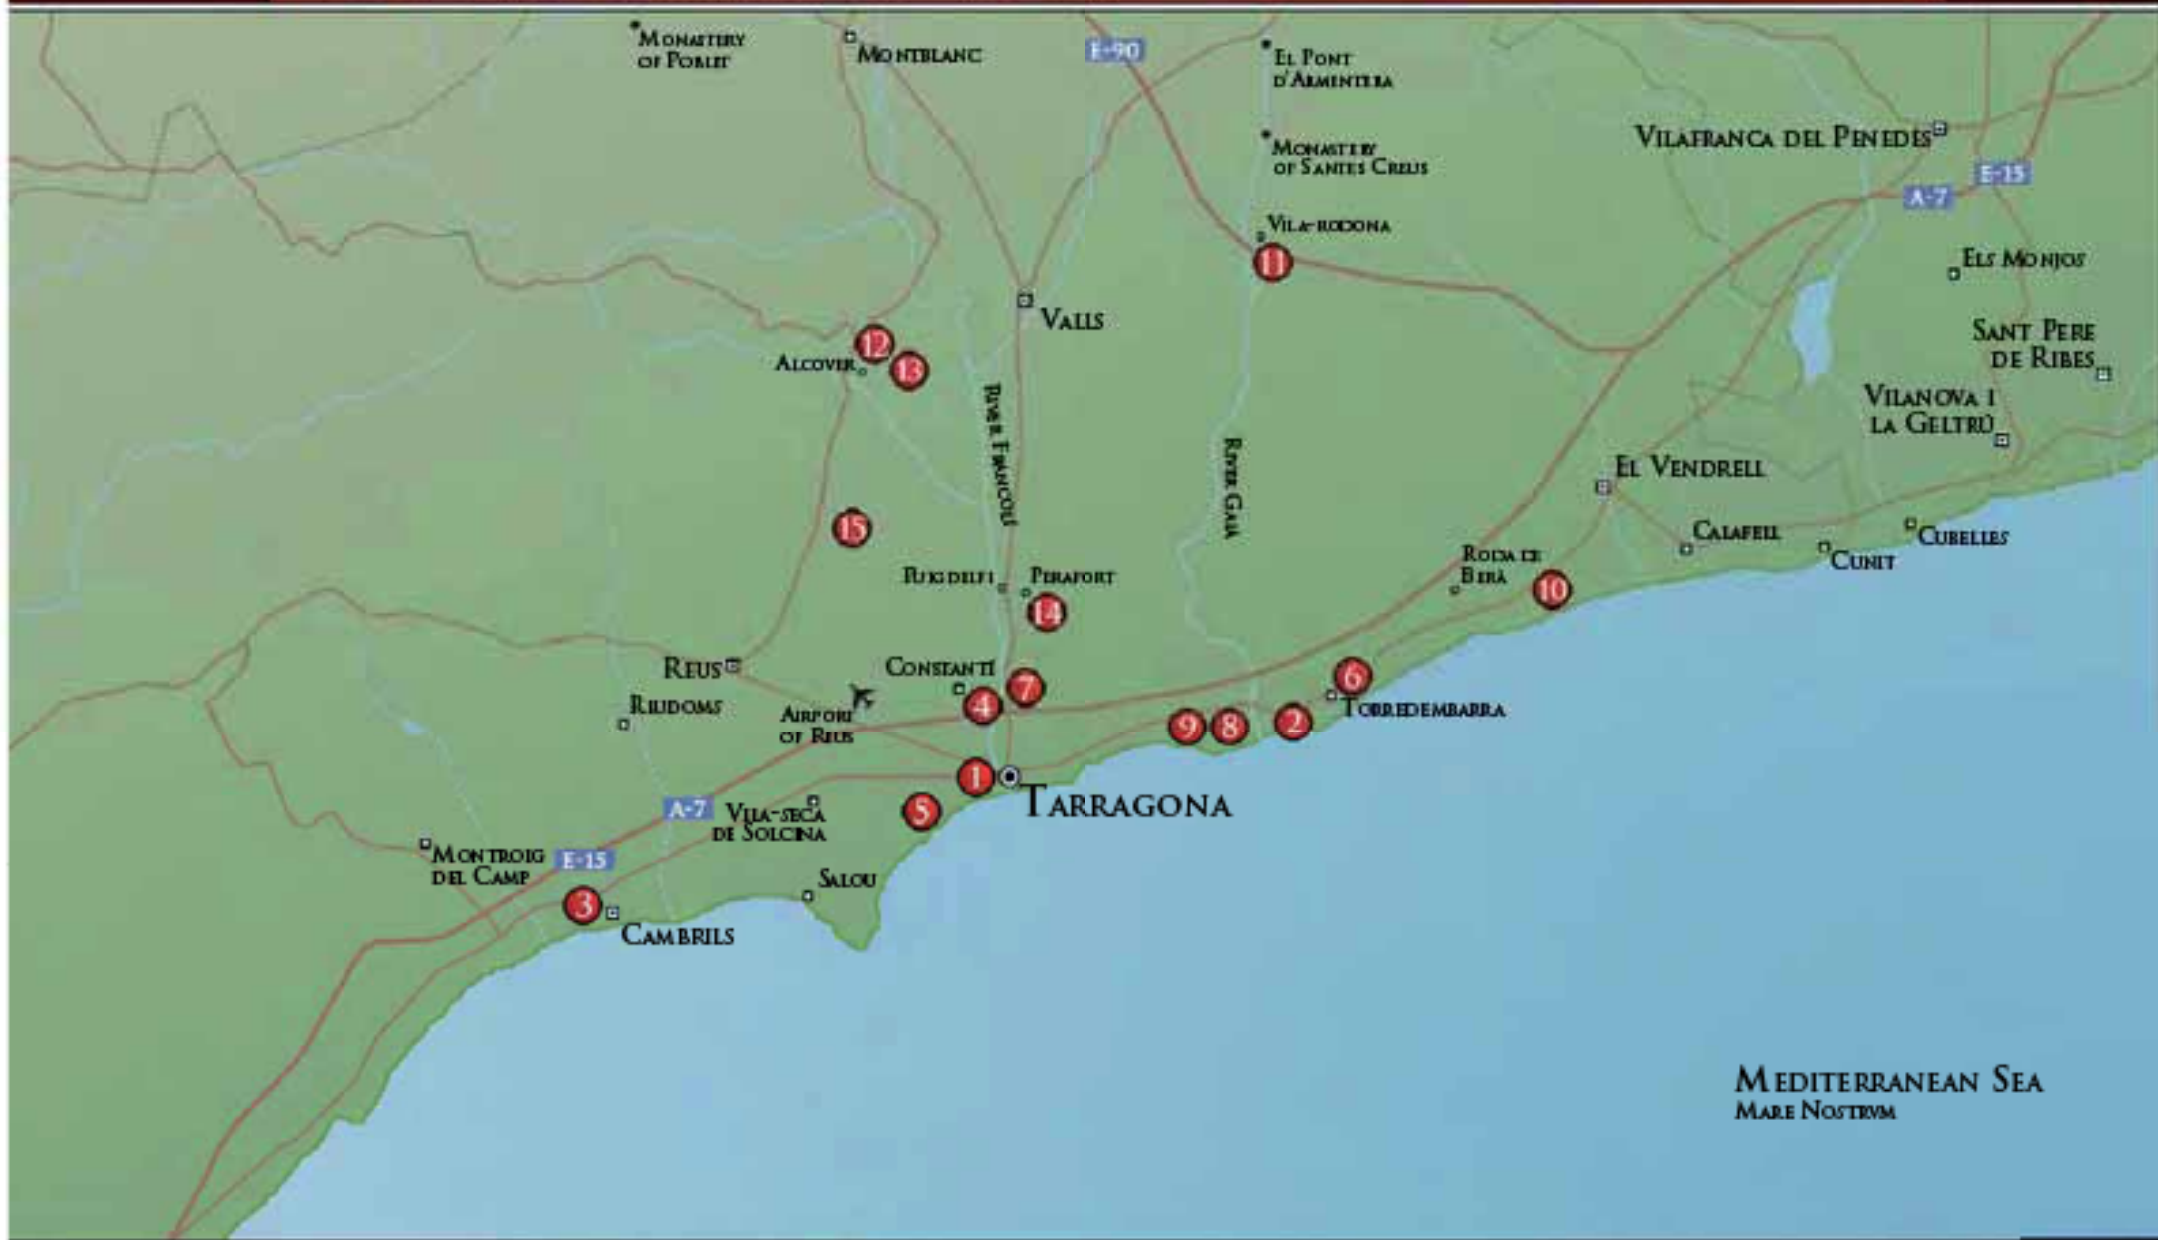 Monastery
of Poblet
Montblanc
E-90
El Pont
d'Armentera
Monastery
of Santes Creus
Vilafranca del Penedes
E-15
A-7
Vila-rodona
11
Els Monjos
Valls
Sant Pere
de Ribes
12
Alcover
13
Vilanova i
la Geltrú
River Francolí
River Gaià
El Vendrell
15
Calafell
Cubelles
Cunit
Roda de
Berà
Puigdelfi
Perafort
10
14
Reus
Constantí
7
6
4
Riudoms
Airport
of Reus
Torredembarra
9
8
2
1
Tarragona
5
A-7
Vila-seca
de Solcina
Montroig
del Camp
E-15
Salou
3
Cambrils
Mediterranean Sea
Mare Nostrvm